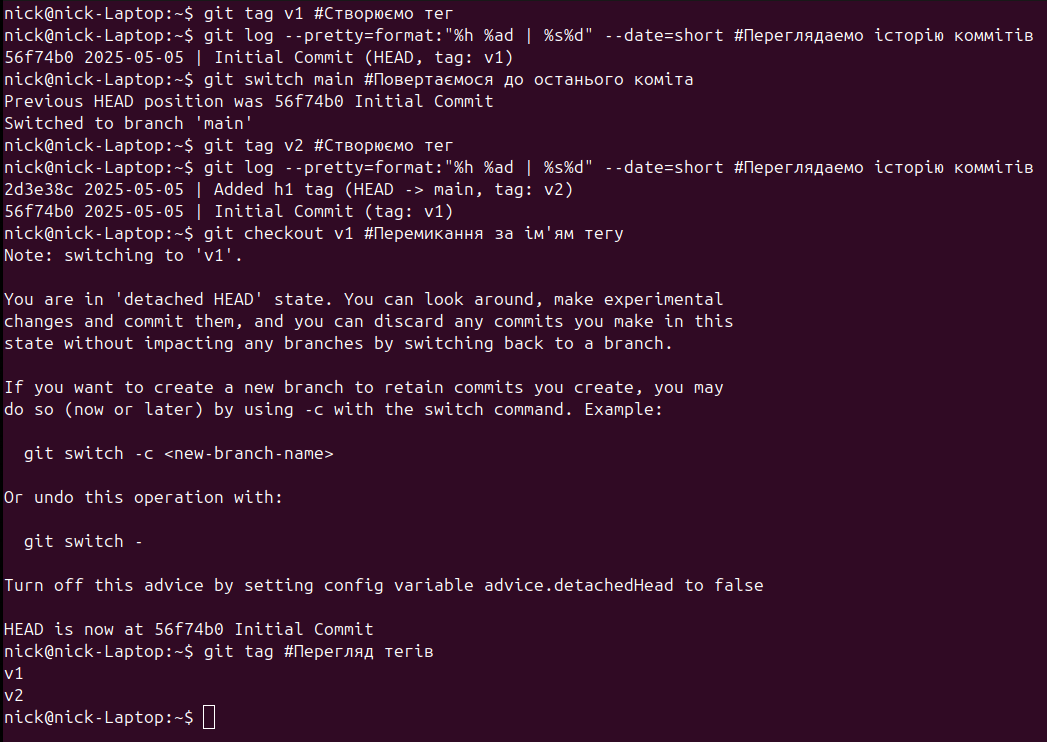 nick@nick-Laptop:~$ git tag v1 #Створюємо тег
nick@nick-Laptop:~$ git log --pretty=format:"%h %ad | %s%d" --date=short #Переглядаемо історію коммітів
56f74b0 2025-05-05 | Initial Commit (HEAD, tag: v1)
nick@nick-Laptop:~$ git switch main #Повертаємося до останього коміта
Previous HEAD position was 56f74b0 Initial Commit
Switched to branch 'main'
nick@nick-Laptop:~$ git tag v2 #Створюємо тег
nick@nick-Laptop:~$ git log --pretty=format:"%h %ad | %s%d" --date=short #Переглядаемо історію коммітів
2d3e38c 2025-05-05 | Added h1 tag (HEAD -> main, tag: v2)
56f74b0 2025-05-05 | Initial Commit (tag: v1)
nick@nick-Laptop:~$ git checkout v1 #Перемикання за ім'ям тегу
Note: switching to 'v1'.

You are in 'detached HEAD' state. You can look around, make experimental
changes and commit them, and you can discard any commits you make in this
state without impacting any branches by switching back to a branch.

If you want to create a new branch to retain commits you create, you may
do so (now or later) by using -c with the switch command. Example:

  git switch -c <new-branch-name>

Or undo this operation with:

  git switch -

Turn off this advice by setting config variable advice.detachedHead to false

HEAD is now at 56f74b0 Initial Commit
nick@nick-Laptop:~$ git tag #Перегляд тегів
v1
v2
nick@nick-Laptop:~$